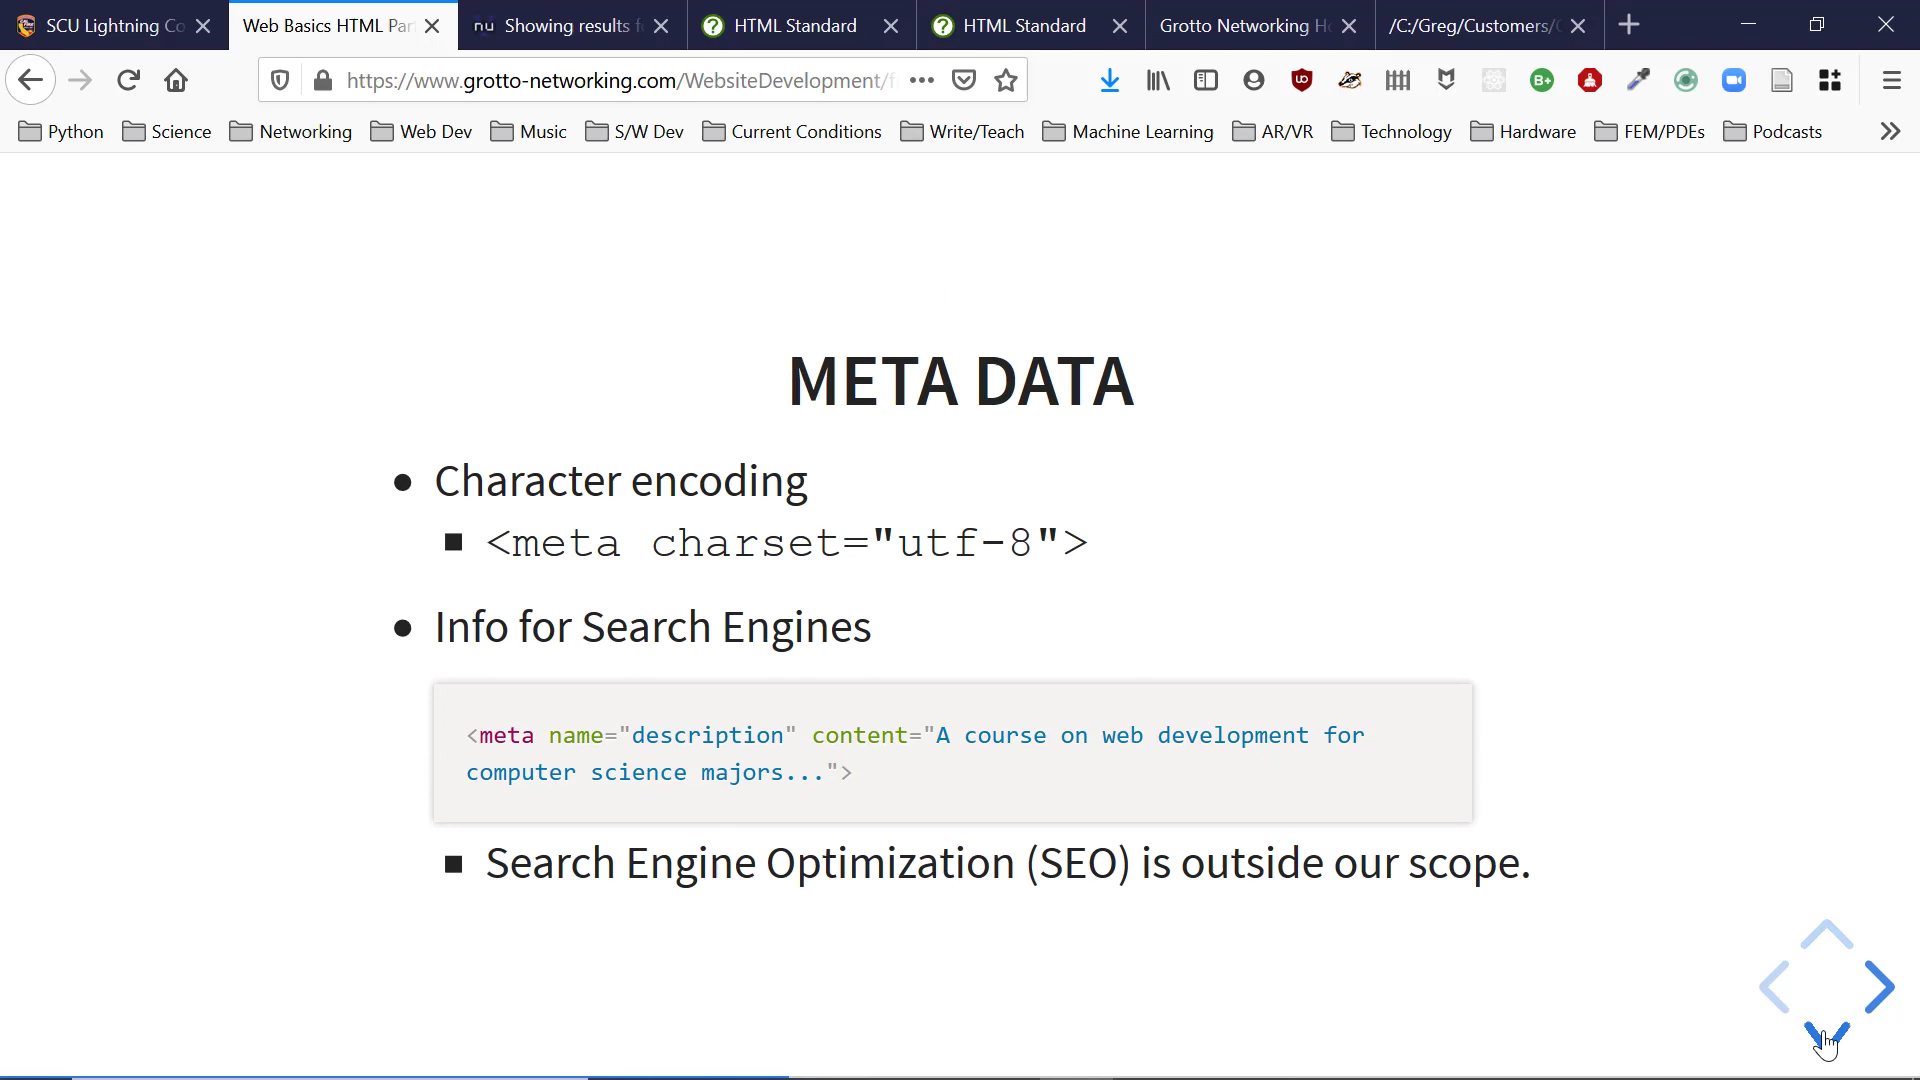 SCU Lightning Co
Web Basics HTML Par
nu Showing results f
HTML Standard
HTML Standard
Grotto Networking Ho
/C:/Greg/Customers/
https://www.grotto-networking.com/WebsiteDevelopment/f
B+
Python
Science
Networking
Web Dev
Music
S/W Dev
Current Conditions
Write/Teach
Machine Learning
AR/VR
Technology
Hardware
FEM/PDEs
Podcasts
META DATA
Character encoding
<meta charset="utf-8">
Info for Search Engines
<meta name="description" content="A course on web development for
computer science majors...">
Search Engine Optimization (SEO) is outside our scope.